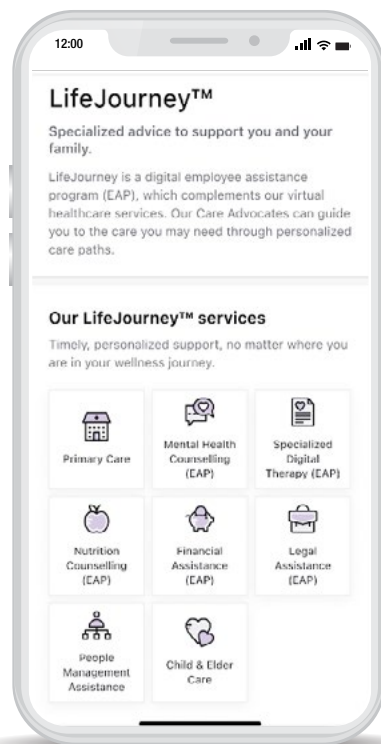 12:00
LifeJourney™
Specialized advice to support you and your
family.
LifeJourney is a digital employee assistance
program (EAP), which complements our virtual
healthcare services. Our Care Advocates can guide
you to the care you may need through personalized
care paths.
Our LifeJourney™ services
Timely, personalized support, no matter where you
are in your wellness journey.
Primary Care
Mental Health
Counselling
(EAP)
Specialized
Digital
Therapy (EAP)
Nutrition
Counselling
(EAP)
Financial
Assistance
(EAP)
Legal
Assistance
(EAP)
People
Management
Assistance
Child & Elder
Care